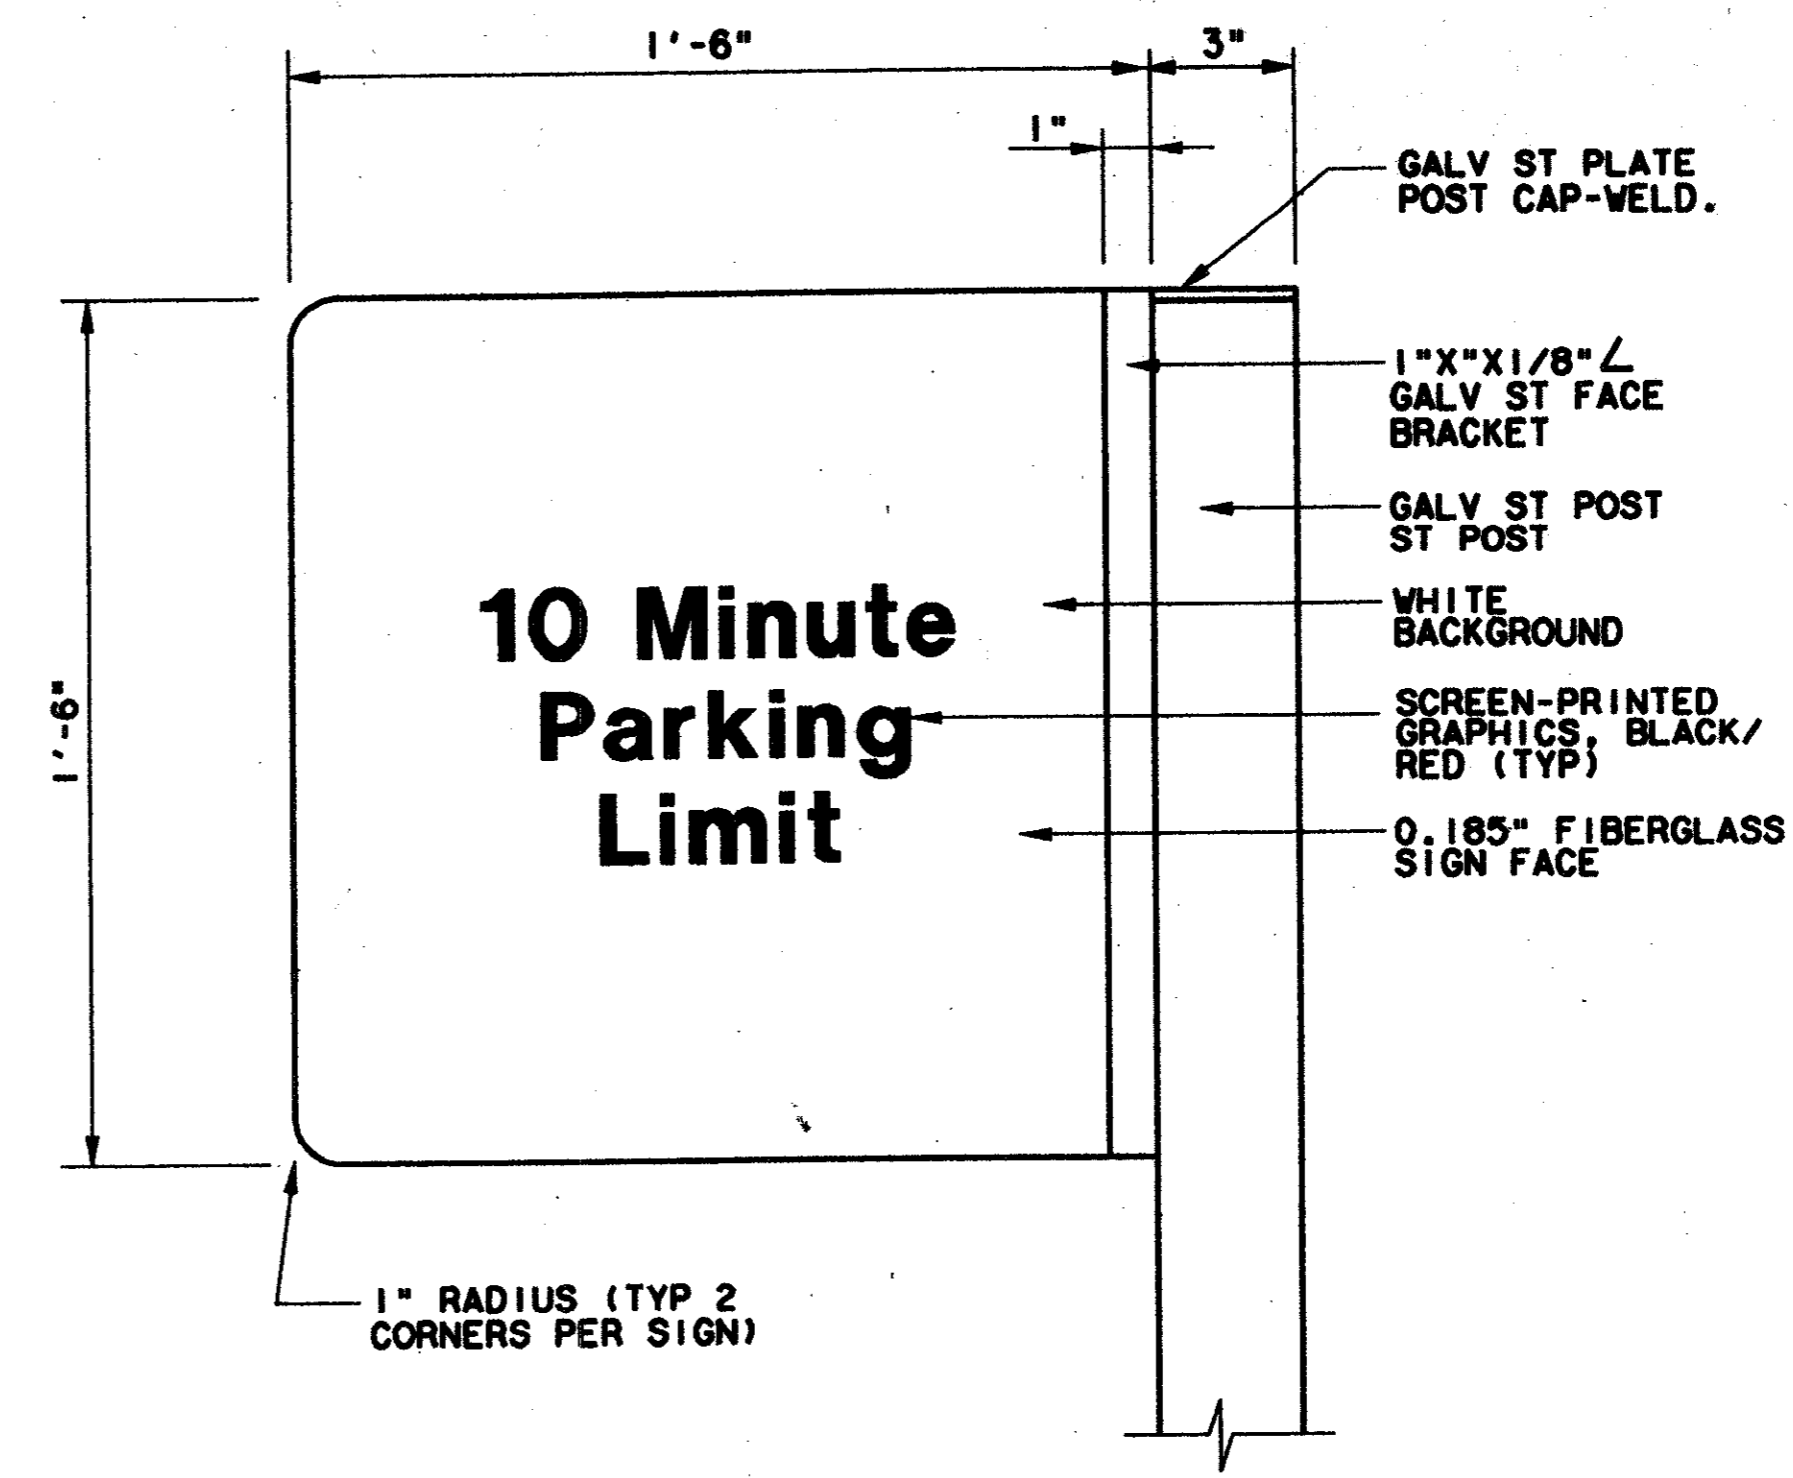 1'-6"
3"
1"
GALV ST PLATE
POST CAP-WELD.
1"X"X1/8"∠
GALV ST FACE
BRACKET
GALV ST POST
ST POST
WHITE
BACKGROUND
SCREEN-PRINTED
GRAPHICS, BLACK/
RED (TYP)
0.185" FIBERGLASS
SIGN FACE
10 Minute
Parking
Limit
1'-6"
1" RADIUS (TYP 2
CORNERS PER SIGN)